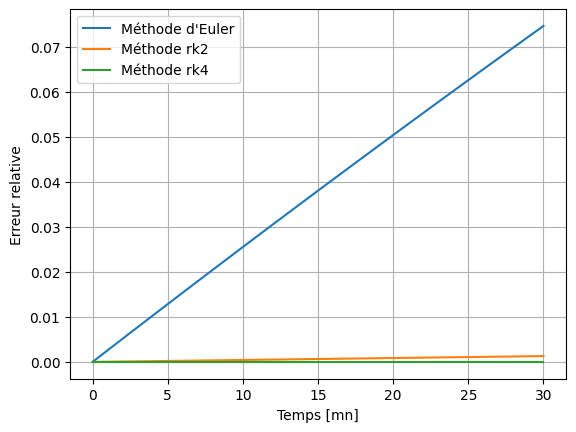 Méthode d'Euler
Méthode rk2
Méthode rk4
Erreur relative
0.07
0.06
0.05
0.04
0.03
0.02
0.01
0.00
0 5 10 15 20 25 30
Temps [mn]